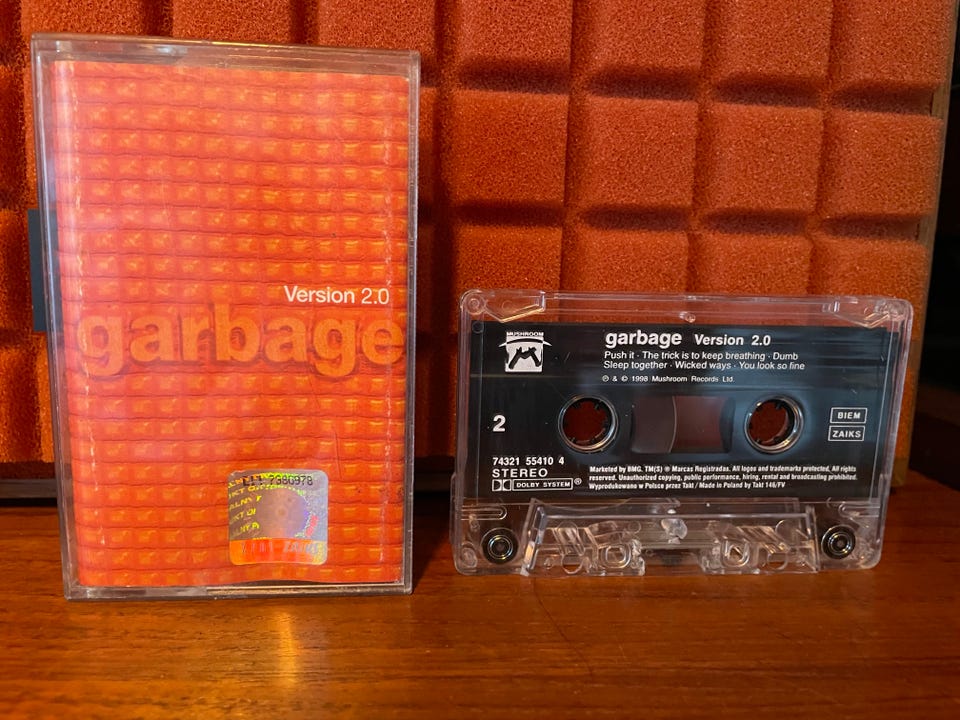 Version 2.0
garbage
MUSHROOM
garbage Version 2.0
Push it · The trick is to keep breathing · Dumb
Sleep together · Wicked ways · You look so fine
℗ & © 1998 Mushroom Records Ltd.
2
BIEM
ZAIKS
74321 55410 4
STEREO
DOLBY SYSTEM®
Marketed by BMG. TM(S) ® Marcas Registradas. All logos and trademarks protected, All rights
reserved. Unauthorized copying, public performance, hiring, rental and broadcasting prohibited.
Wyprodukowano w Polsce przez Takt / Made in Poland by Takt 146/FV